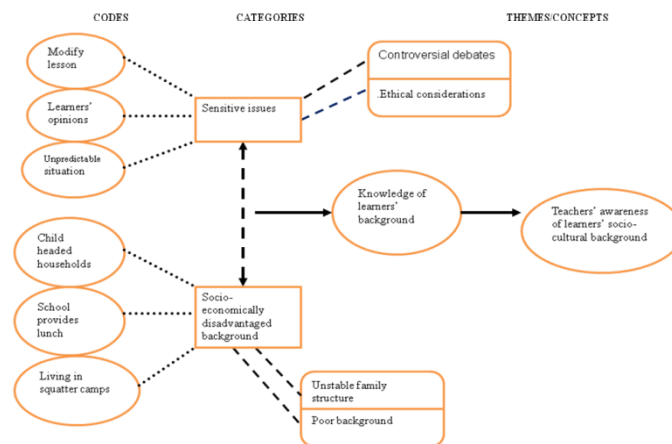 CODES
CATEGORIES
THEMES/CONCEPTS
Modify
lesson
Learners'
opinions
Unpredictable
situation
Sensitive issues
Controversial debates
.Ethical considerations
Knowledge of
learners'
background
Teachers' awareness
of learners' socio-
cultural background
Child
headed
households
School
provides
lunch
Living in
squatter camps
Socio-
economically
disadvantaged
background
Unstable family
structure
Poor background